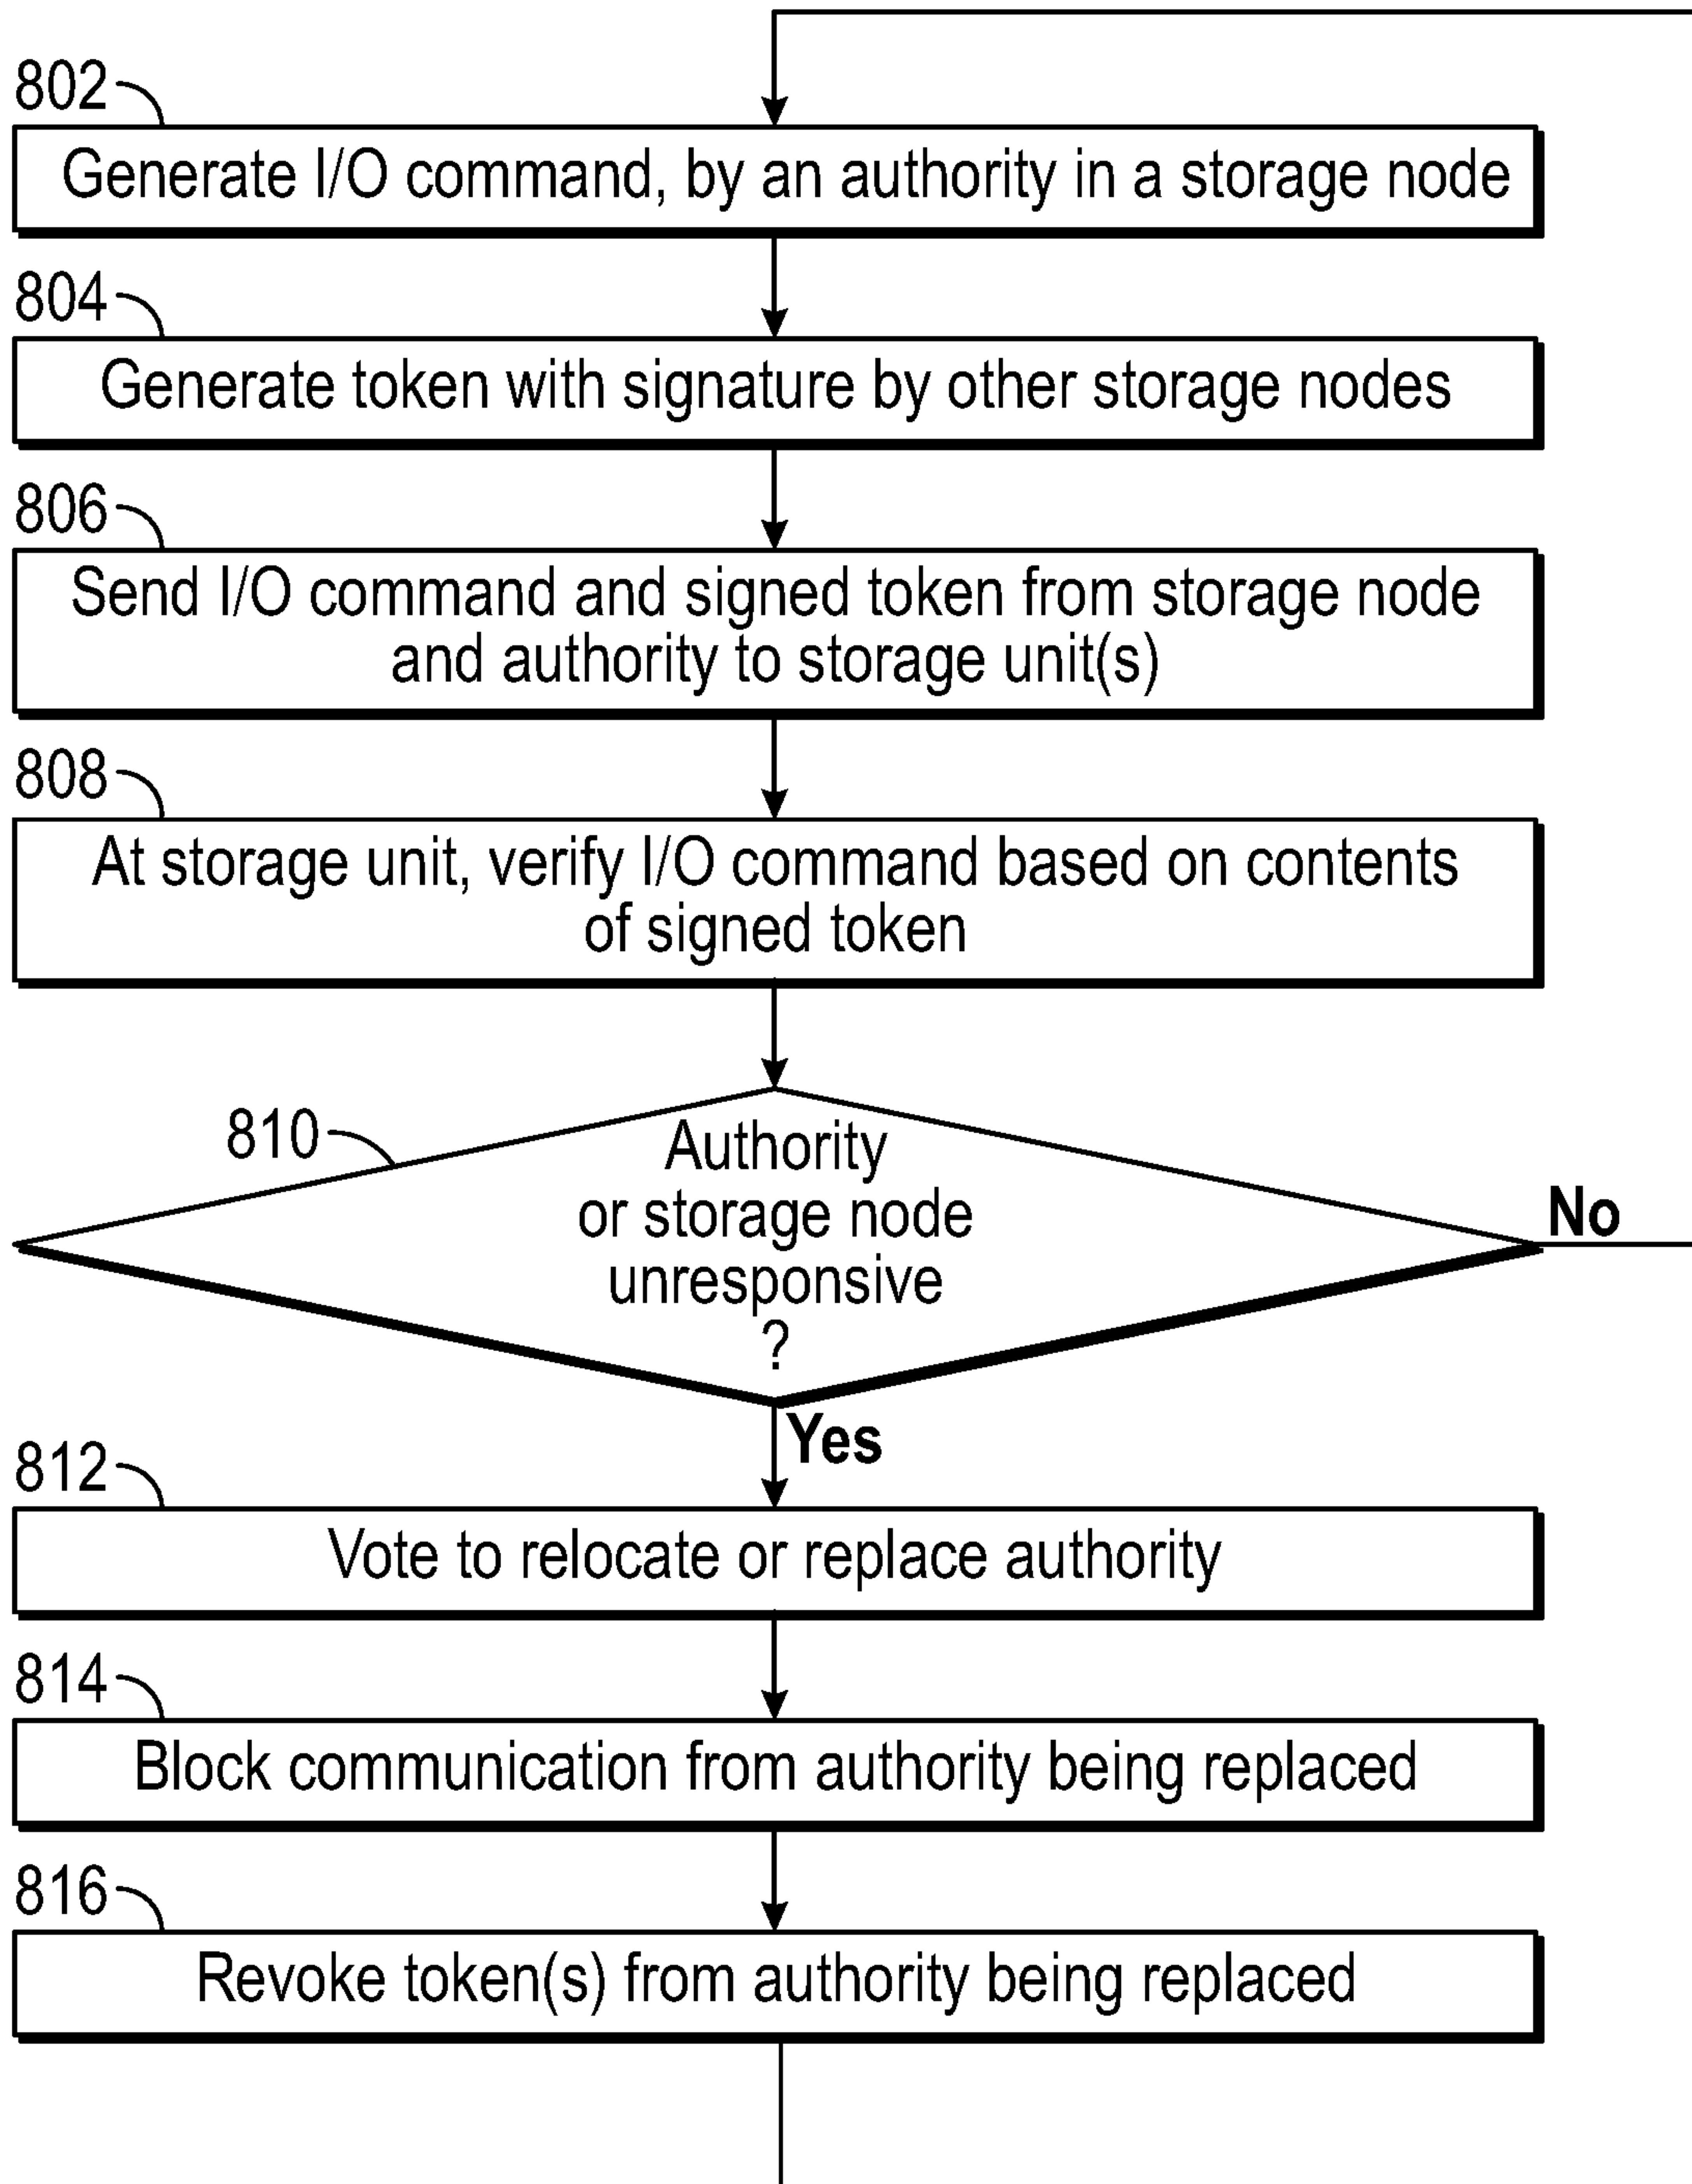 802
Generate I/O command, by an authority in a storage node
804
Generate token with signature by other storage nodes
806
Send I/O command and signed token from storage node
and authority to storage unit(s)
808
At storage unit, verify I/O command based on contents
of signed token
810
Authority
or storage node
unresponsive
?
No
Yes
812
Vote to relocate or replace authority
814
Block communication from authority being replaced
816
Revoke token(s) from authority being replaced